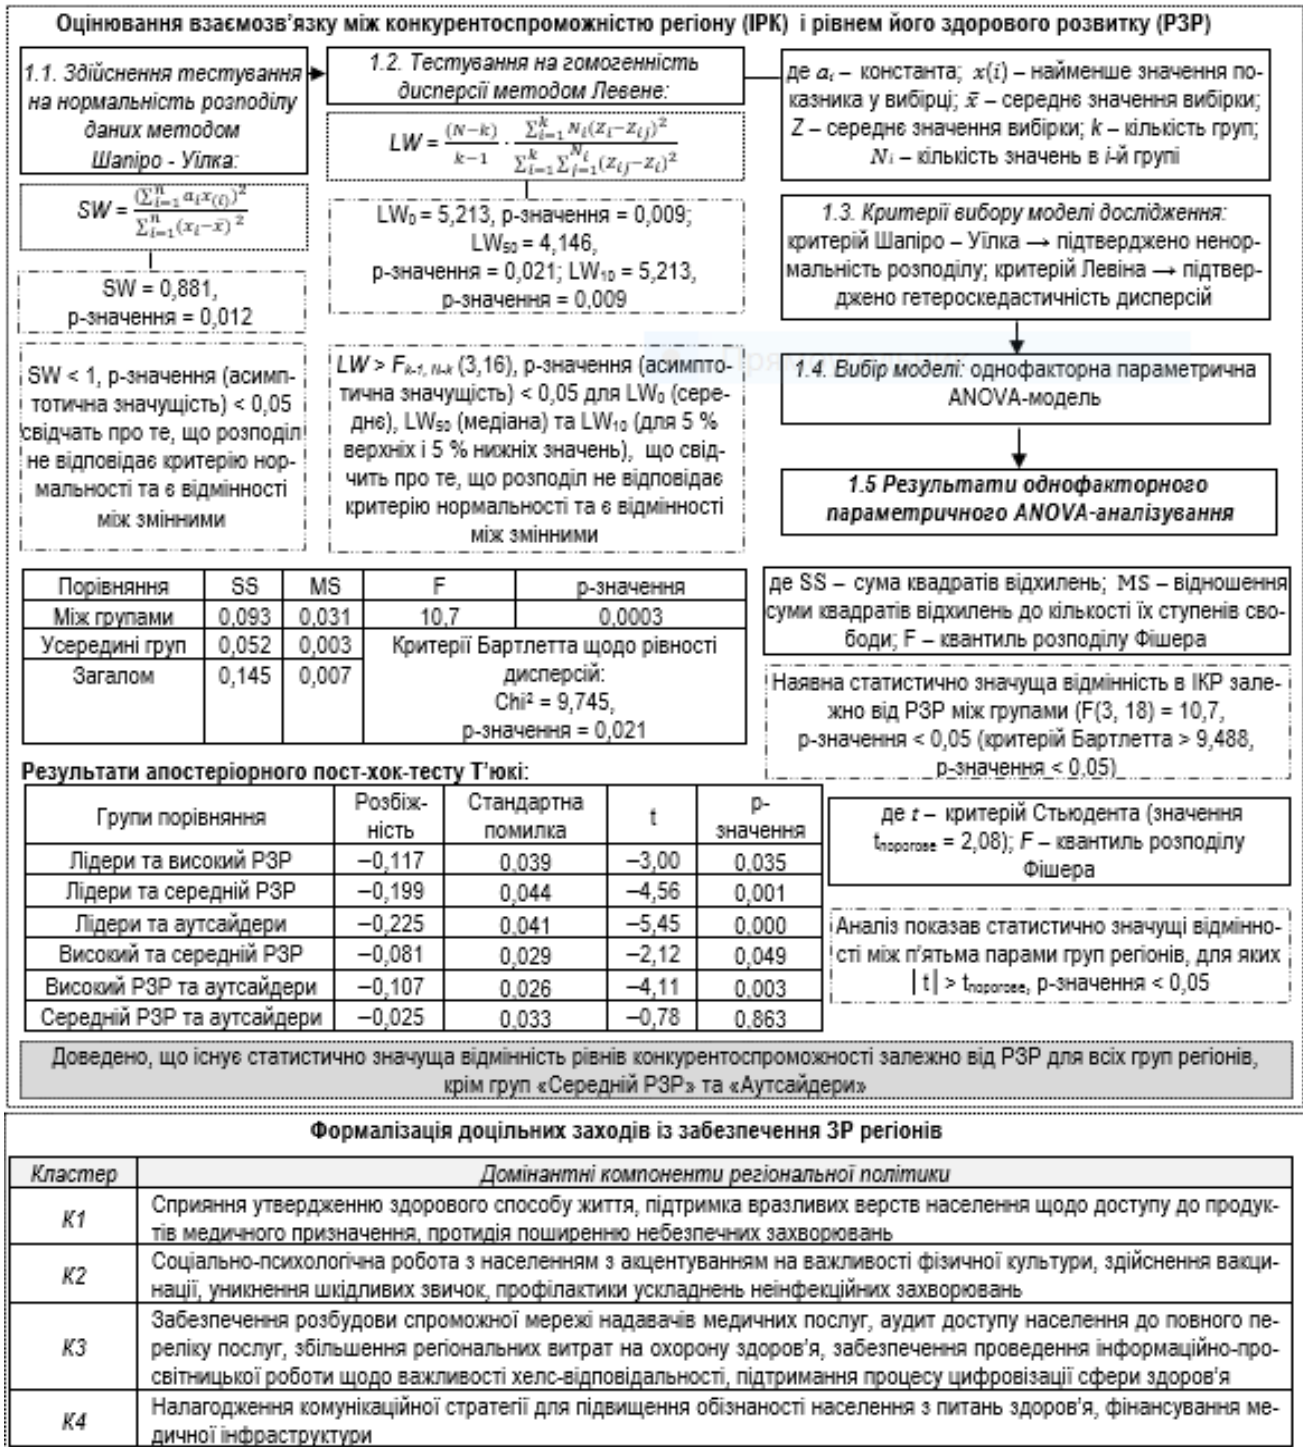 Оцінювання взаємозв’язку між конкурентоспроможністю регіону (ІРК) і рівнем його здорового розвитку (РЗР)
1.1. Здійснення тестування
на нормальність розподілу
даних методом
Шапіро - Уілка:
SW = (∑ⁿᵢ₌₁ aᵢx₍ᵢ₎)² / ∑ⁿᵢ₌₁(xᵢ−x̄)²
SW = 0,881,
р-значення = 0,012
SW < 1, р-значення (асимп-
тотична значущість) < 0,05
свідчать про те, що розподіл
не відповідає критерію нор-
мальності та є відмінності
між змінними
1.2. Тестування на гомогенність
дисперсії методом Левене:
LW = (N−k)/(k−1) · ∑ᵏᵢ₌₁ Nᵢ(Zᵢ−Zᵢⱼ)² / ∑ᵏᵢ₌₁ ∑ᴺⁱⱼ₌₁(Zᵢⱼ−Zᵢ)²
LW₀ = 5,213, р-значення = 0,009;
LW₅₀ = 4,146,
р-значення = 0,021; LW₁₀ = 5,213,
р-значення = 0,009
LW > Fₖ₋₁, N₋ₖ (3,16), р-значення (асимпто-
тична значущість) < 0,05 для LW₀ (сере-
днє), LW₅₀ (медіана) та LW₁₀ (для 5 %
верхніх і 5 % нижніх значень), що свід-
чить про те, що розподіл не відповідає
критерію нормальності та є відмінності
між змінними
де aᵢ – константа; x(i) – найменше значення по-
казника у вибірці; x̄ – середнє значення вибірки;
Z – середнє значення вибірки; k – кількість груп;
Nᵢ – кількість значень в i-й групі
1.3. Критерії вибору моделі дослідження:
критерій Шапіро – Уілка → підтверджено ненор-
мальність розподілу; критерій Левіна → підтвер-
джено гетероскедастичність дисперсій
1.4. Вибір моделі: однофакторна параметрична
ANOVA-модель
1.5 Результати однофакторного
параметричного ANOVA-аналізування
Порівняння SS MS F р-значення
Між групами 0,093 0,031 10,7 0,0003
Усередині груп 0,052 0,003
Загалом 0,145 0,007
Критерії Бартлетта щодо рівності
дисперсій:
Chi² = 9,745,
р-значення = 0,021
де SS – сума квадратів відхилень; MS – відношення
суми квадратів відхилень до кількості їх ступенів сво-
боди; F – квантиль розподілу Фішера
Наявна статистично значуща відмінність в ІКР зале-
жно від РЗР між групами (F(3, 18) = 10,7,
р-значення < 0,05 (критерій Бартлетта > 9,488,
р-значення < 0,05)
Результати апостеріорного пост-хок-тесту Т’юкі:
Групи порівняння Розбіж-ність Стандартна помилка t р-значення
Лідери та високий РЗР −0,117 0,039 −3,00 0,035
Лідери та середній РЗР −0,199 0,044 −4,56 0,001
Лідери та аутсайдери −0,225 0,041 −5,45 0,000
Високий та середній РЗР −0,081 0,029 −2,12 0,049
Високий РЗР та аутсайдери −0,107 0,026 −4,11 0,003
Середній РЗР та аутсайдери −0,025 0,033 −0,78 0,863
де t – критерій Стьюдента (значення
tпорогове = 2,08); F – квантиль розподілу
Фішера
Аналіз показав статистично значущі відмінно-
сті між п’ятьма парами груп регіонів, для яких
|t| > tпорогове, р-значення < 0,05
Доведено, що існує статистично значуща відмінність рівнів конкурентоспроможності залежно від РЗР для всіх груп регіонів,
крім груп «Середній РЗР» та «Аутсайдери»
Формалізація доцільних заходів із забезпечення ЗР регіонів
Кластер Домінантні компоненти регіональної політики
К1 Сприяння утвердженню здорового способу життя, підтримка вразливих верств населення щодо доступу до продук-
тів медичного призначення, протидія поширенню небезпечних захворювань
К2 Соціально-психологічна робота з населенням з акцентуванням на важливості фізичної культури, здійснення вакци-
нації, уникнення шкідливих звичок, профілактики ускладнень неінфекційних захворювань
К3 Забезпечення розбудови спроможної мережі надавачів медичних послуг, аудит доступу населення до повного пе-
реліку послуг, збільшення регіональних витрат на охорону здоров’я, забезпечення проведення інформаційно-про-
світницької роботи щодо важливості хелс-відповідальності, підтримання процесу цифровізації сфери здоров’я
К4 Налагодження комунікаційної стратегії для підвищення обізнаності населення з питань здоров’я, фінансування ме-
дичної інфраструктури